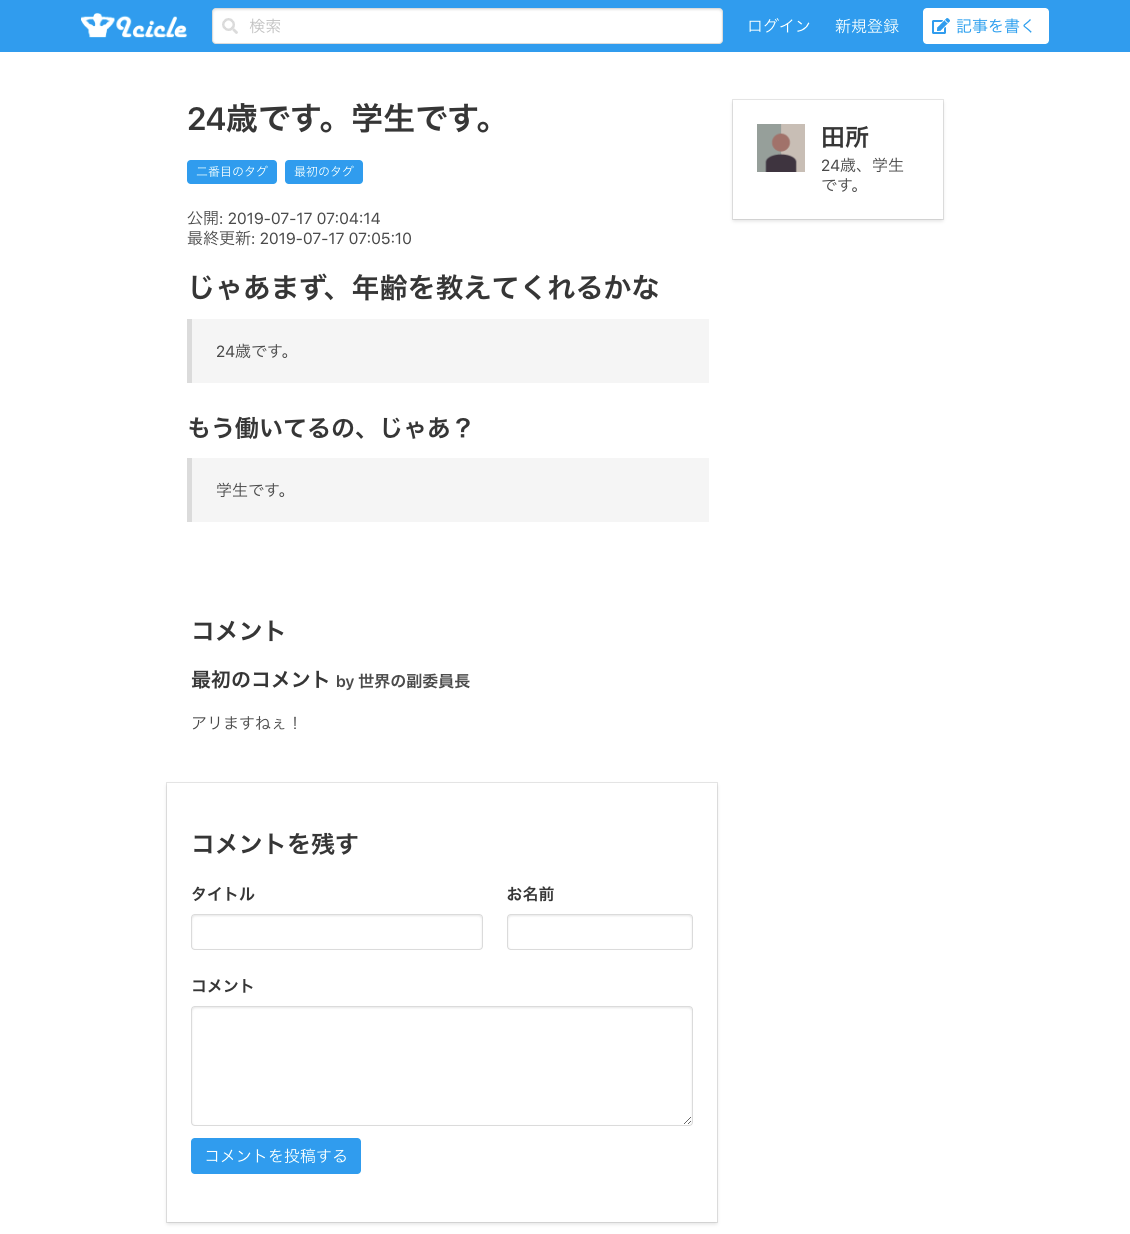 Qcicle
検索
ログイン
新規登録
記事を書く
24歳です。学生です。
二番目のタグ
最初のタグ
公開: 2019-07-17 07:04:14
最終更新: 2019-07-17 07:05:10
じゃあまず、年齢を教えてくれるかな
24歳です。
もう働いてるの、じゃあ？
学生です。
田所
24歳、学生
です。
コメント
最初のコメント by 世界の副委員長
アリますねぇ！
コメントを残す
タイトル
お名前
コメント
コメントを投稿する